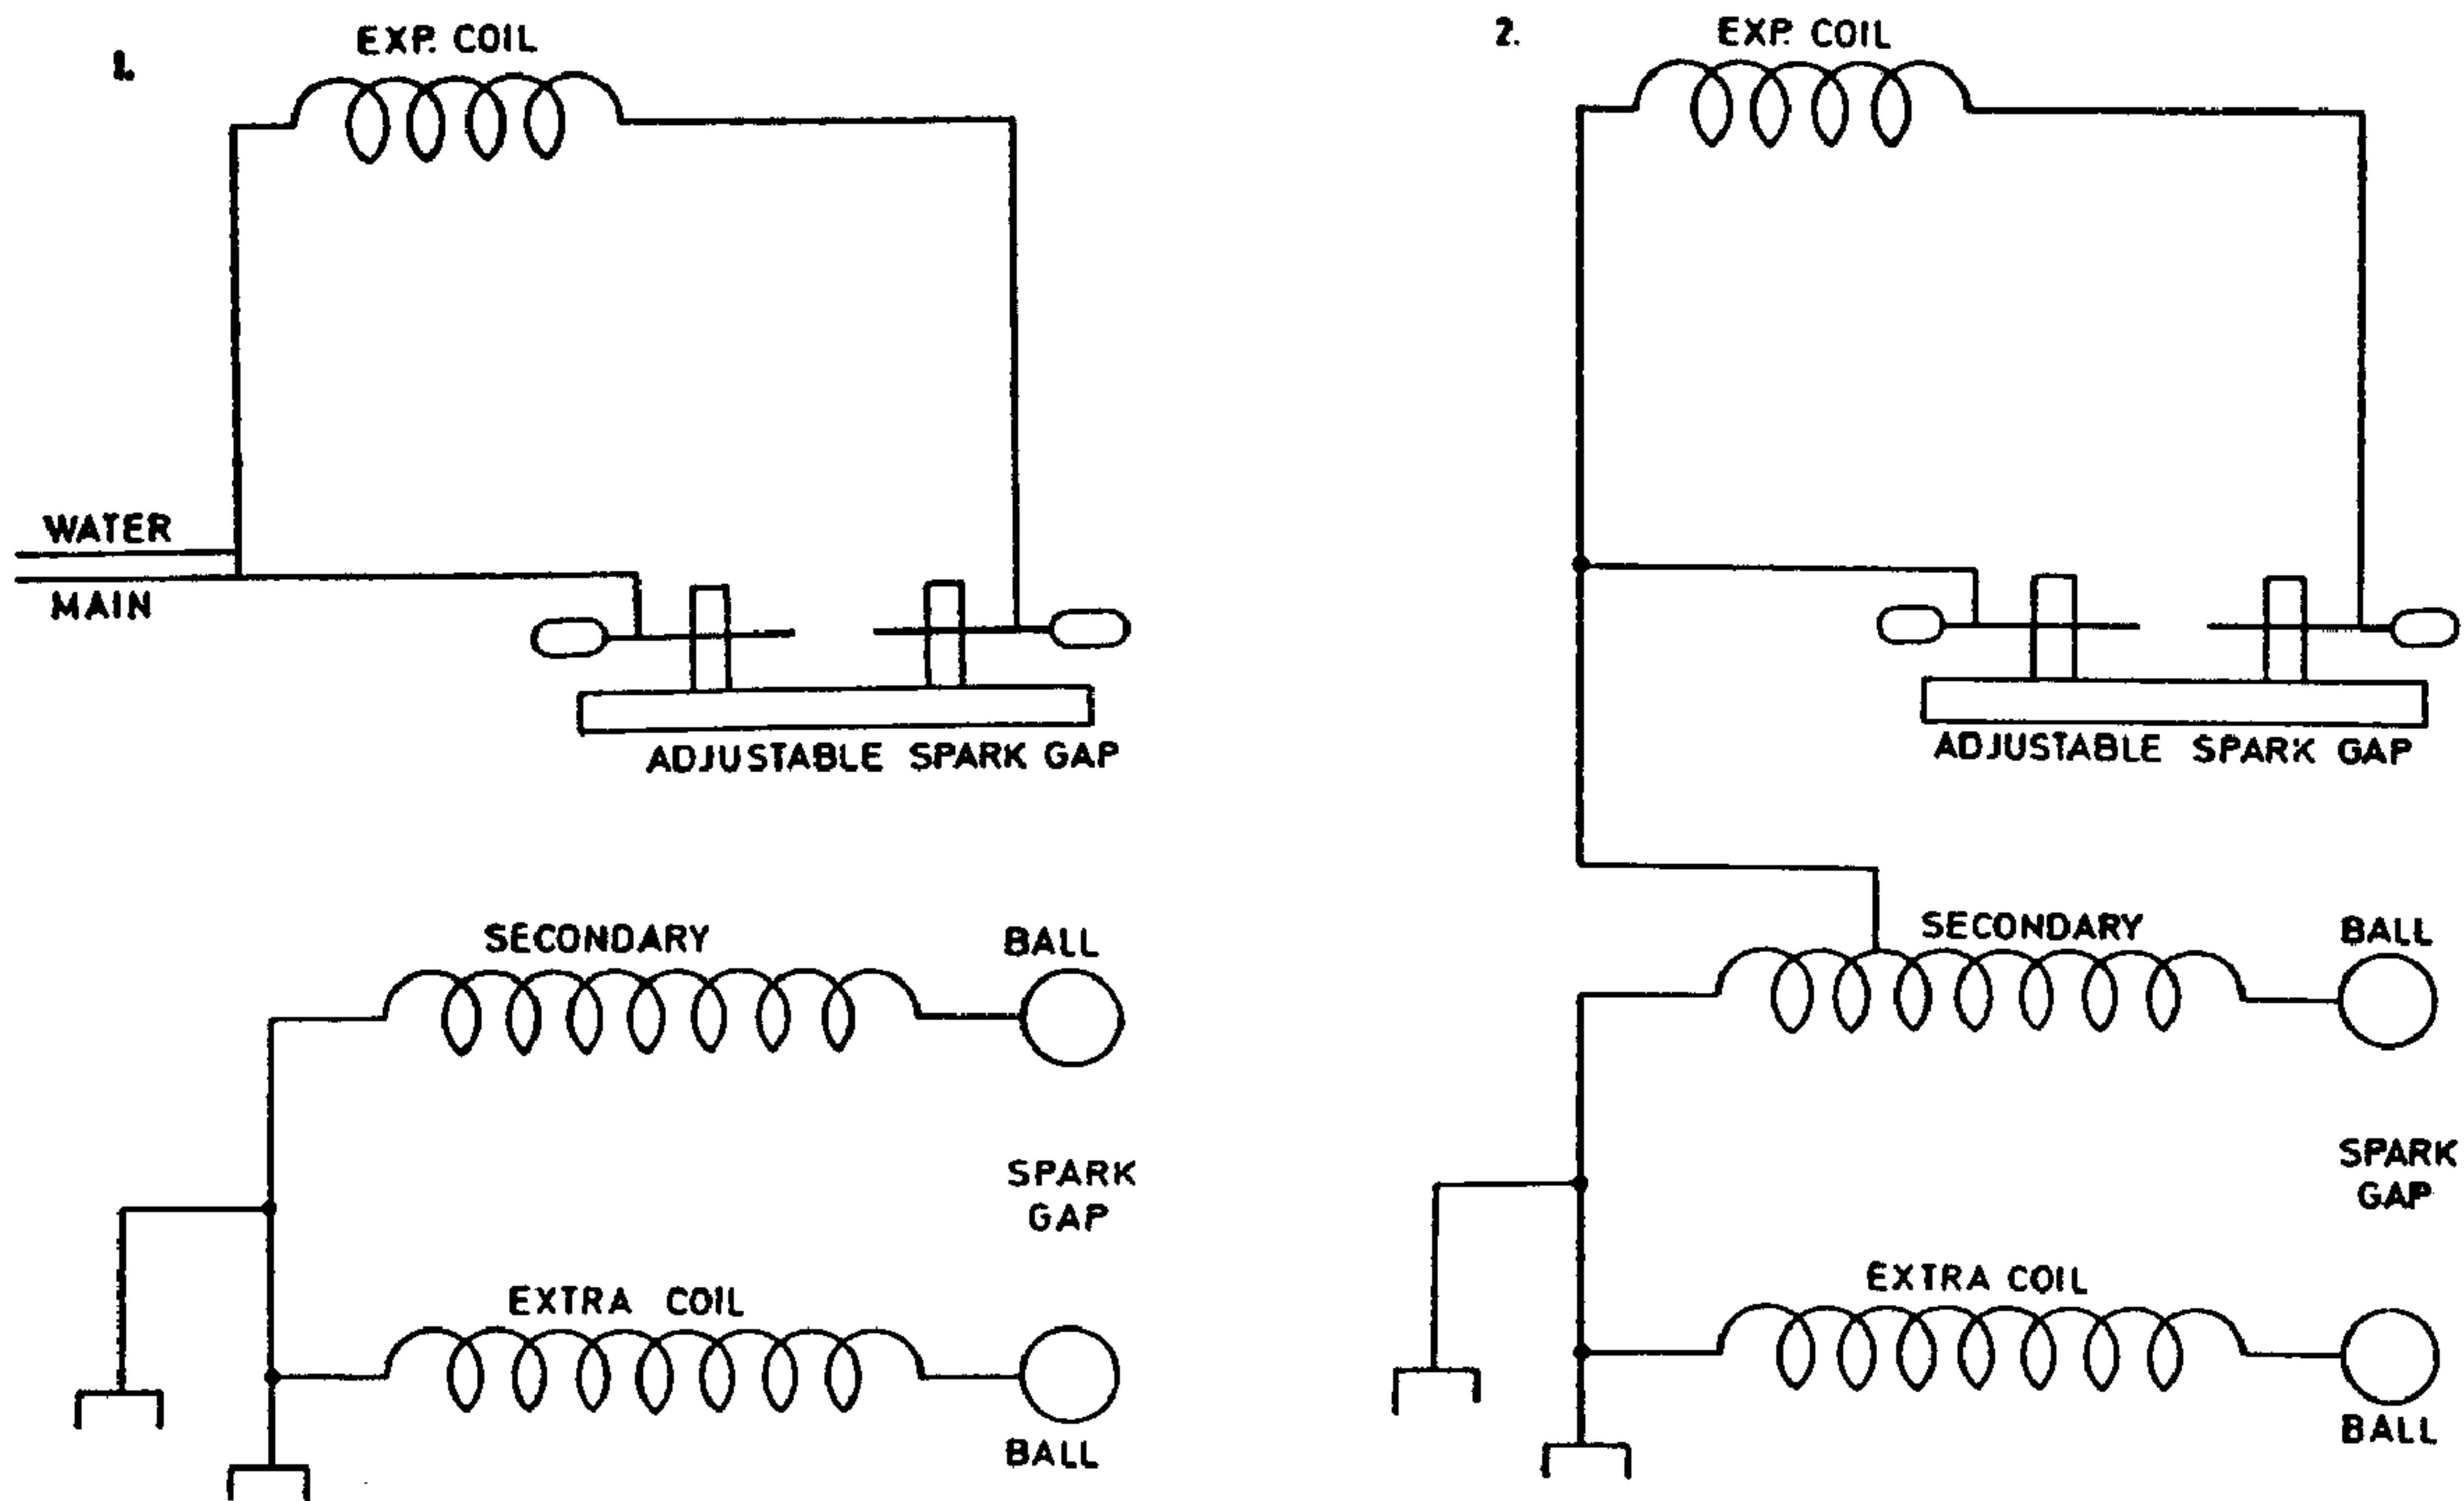 1.
EXP. COIL
WATER
MAIN
ADJUSTABLE SPARK GAP
SECONDARY
BALL
SPARK
GAP
EXTRA COIL
BALL
2.
EXP. COIL
ADJUSTABLE SPARK GAP
SECONDARY
BALL
SPARK
GAP
EXTRA COIL
BALL